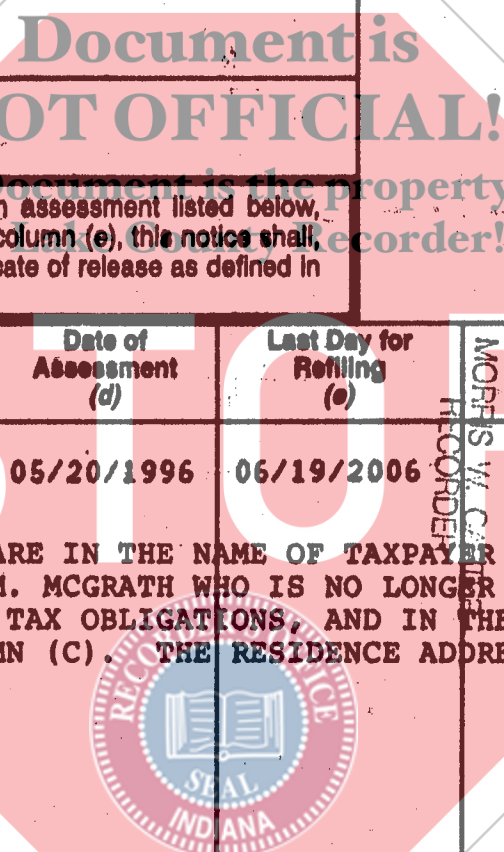 Document is
OT OFFICIAL!
ocument is the property
n assessment listed below,
column (e), this notice shall,
County Recorder!
cate of release as defined in
STOP
Date of
Assessment
(d)
Last Day for
Refiling
(e)
05/20/1996
06/19/2006
MORRIS W.
RECORDER
ARE IN THE NAME OF TAXPAYER
M. MCGRATH WHO IS NO LONGER
TAX OBLIGATIONS, AND IN THE
MN (C). THE RESIDENCE ADDRE
RECORDER'S OFFICE
SEAL
INDIANA